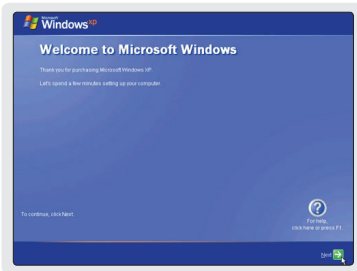 Microsoft
Windows xp
Welcome to Microsoft Windows
Thank you for purchasing Microsoft Windows XP.
Let's spend a few minutes setting up your computer.
To continue, click Next.
For help,
click here or press F1.
Next